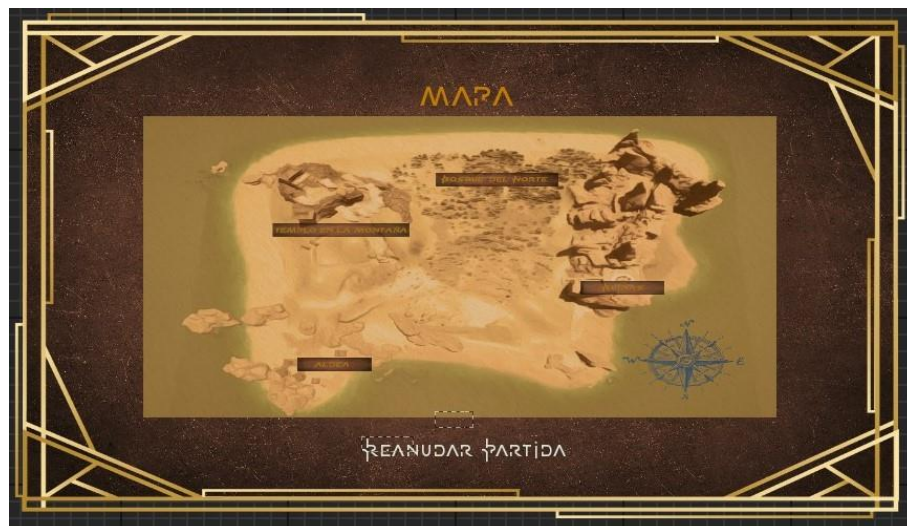 MAPA
BOSQUE DEL NORTE
TEMPLO EN LA MONTAÑA
ALDEA
N
W E
S
REANUDAR PARTIDA